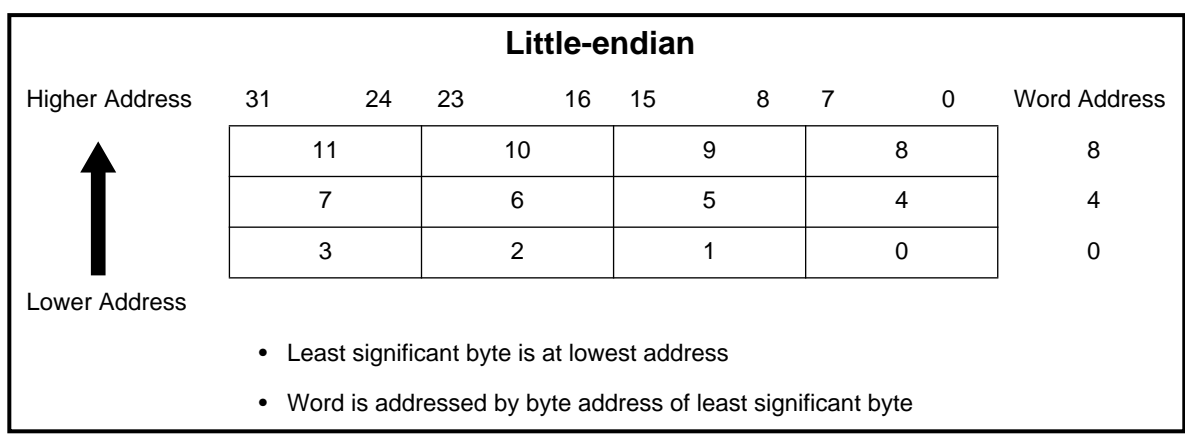 Little-endian
Higher Address 31 24 23 16 15 8 7 0 Word Address
11 10 9 8 8
7 6 5 4 4
3 2 1 0 0
Lower Address
• Least significant byte is at lowest address
• Word is addressed by byte address of least significant byte